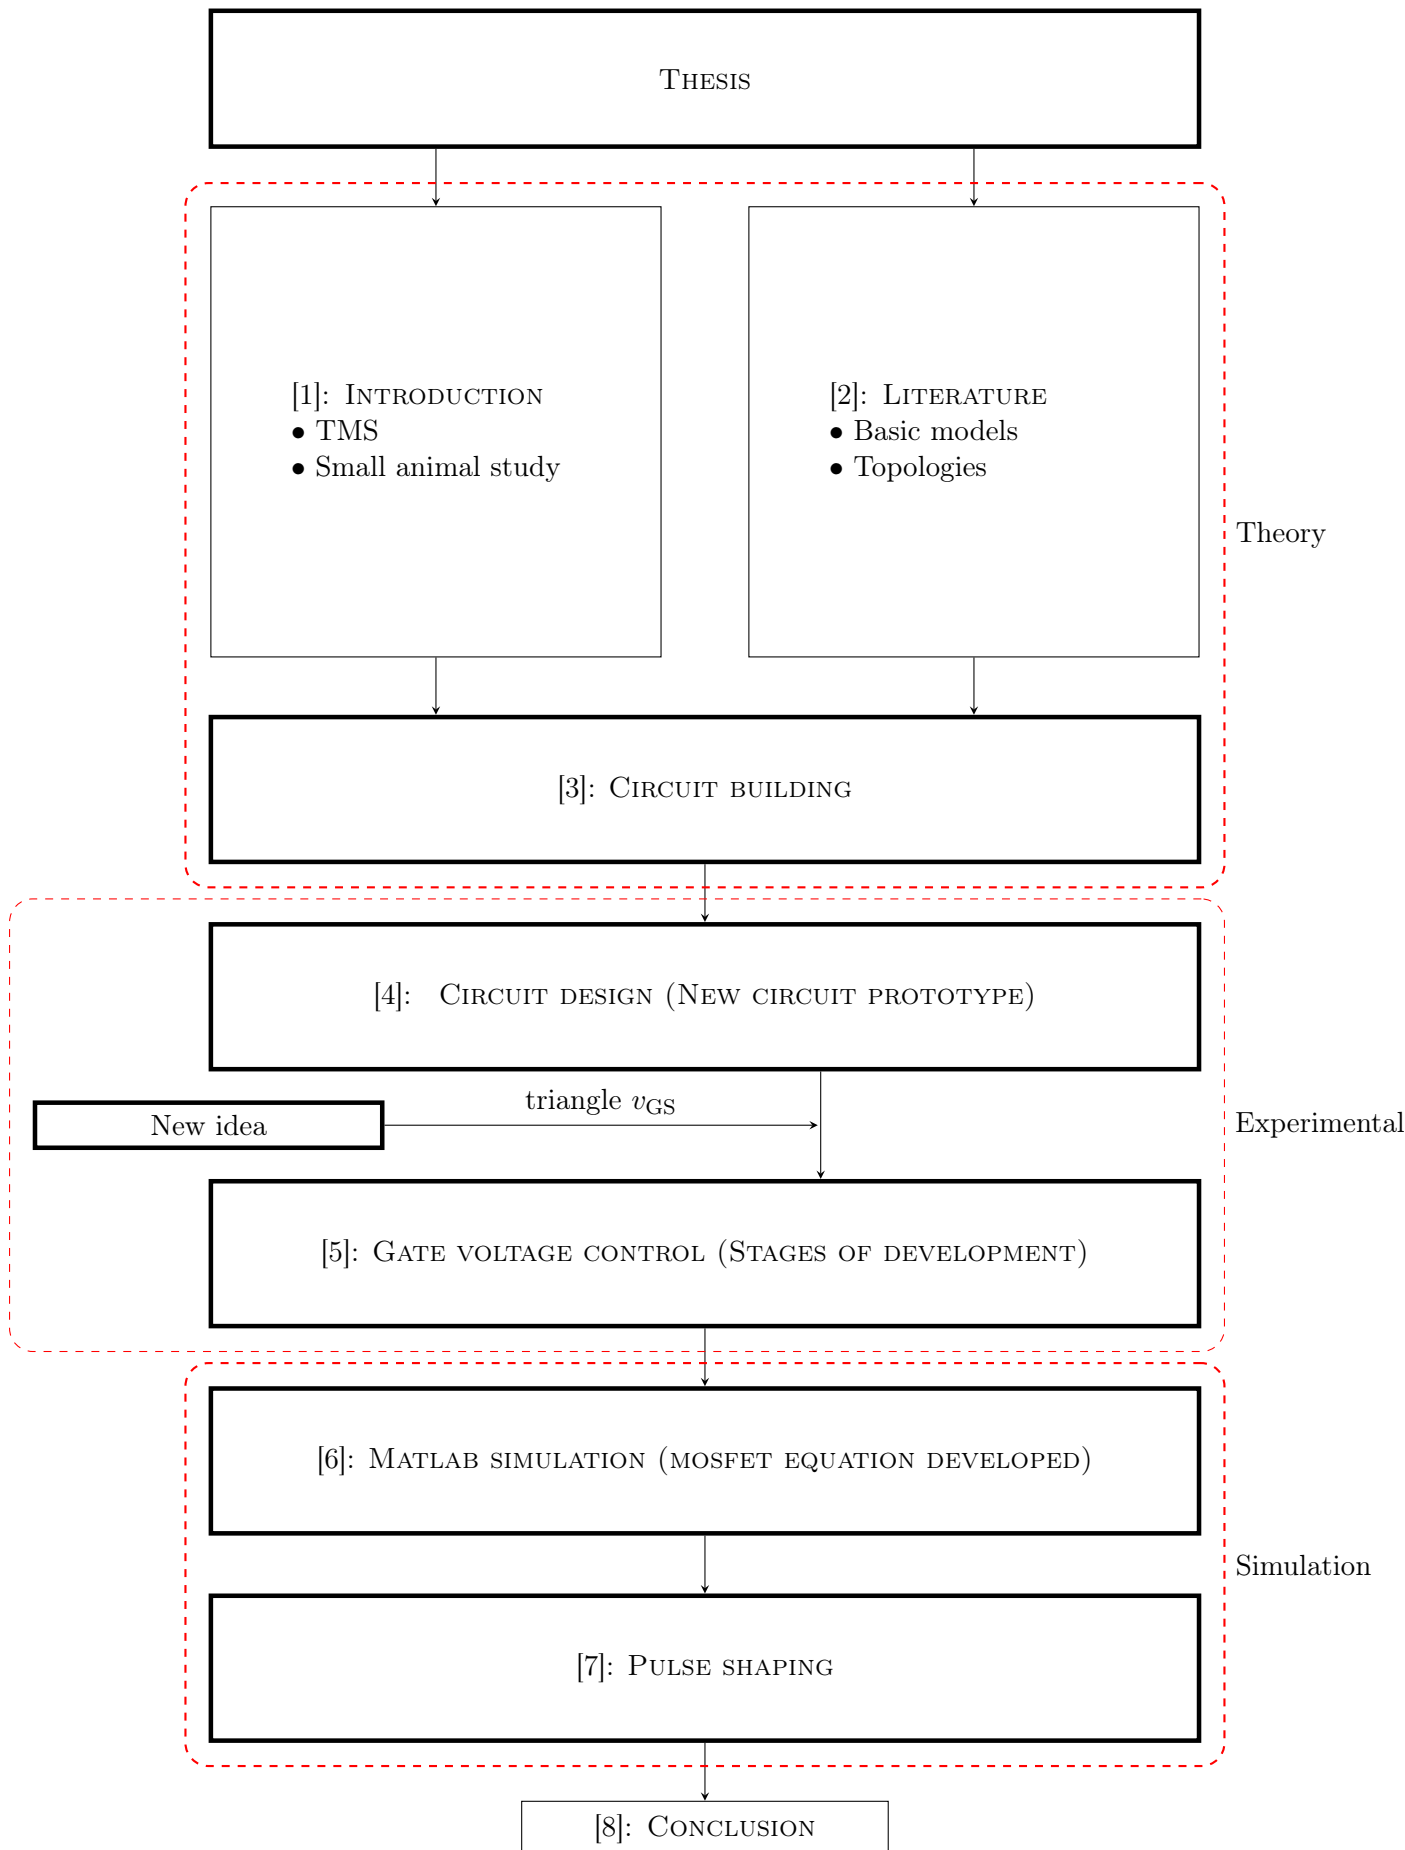 Thesis
[1]: Introduction
• TMS
• Small animal study
[2]: Literature
• Basic models
• Topologies
Theory
[3]: Circuit building
[4]: Circuit design (New circuit prototype)
triangle vGS
New idea
Experimental
[5]: Gate voltage control (Stages of development)
[6]: Matlab simulation (mosfet equation developed)
Simulation
[7]: Pulse shaping
[8]: Conclusion